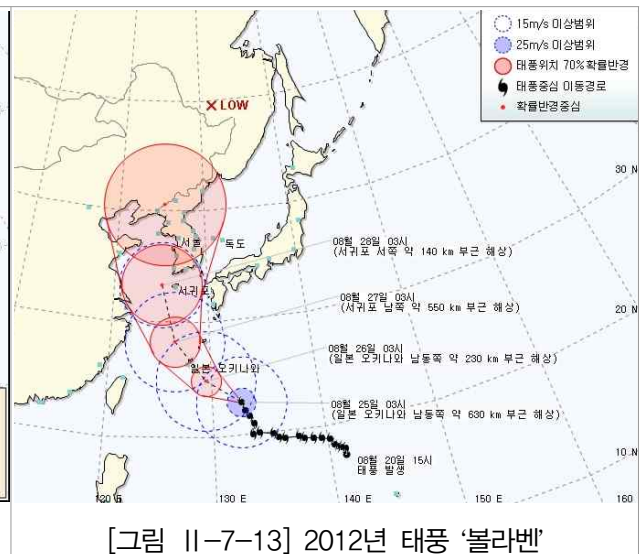 15m/s 이상범위
25m/s 이상범위
태풍위치 70%확률반경
태풍중심 이동경로
확률반경중심
LOW
30 N
서울
독도
08월 28일 03시
(서귀포 서쪽 약 140 km 부근 해상)
서귀포
20 N
08월 27일 03시
(서귀포 남쪽 약 550 km 부근 해상)
08월 26일 03시
(일본 오키나와 남동쪽 약 230 km 부근 해상)
일본 오키나와
08월 25일 03시
(일본 오키나와 남동쪽 약 630 km 부근 해상)
10 N
08월 20일 15시
태풍 발생
120 E
130 E
140 E
150 E
160
[그림 Ⅱ-7-13] 2012년 태풍 ‘볼라벤’